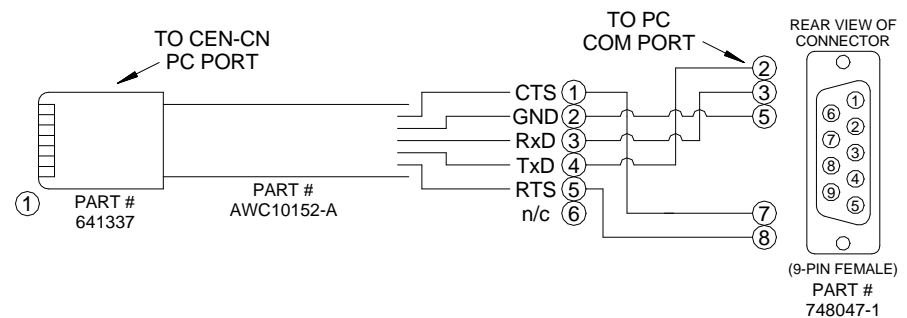 TO CEN-CN
PC PORT
1
PART #
641337
PART #
AWC10152-A
CTS 1
GND 2
RxD 3
TxD 4
RTS 5
n/c 6
TO PC
COM PORT
2
3
5
7
8
REAR VIEW OF
CONNECTOR
1
6
2
7
3
8
4
9
5
(9-PIN FEMALE)
PART #
748047-1